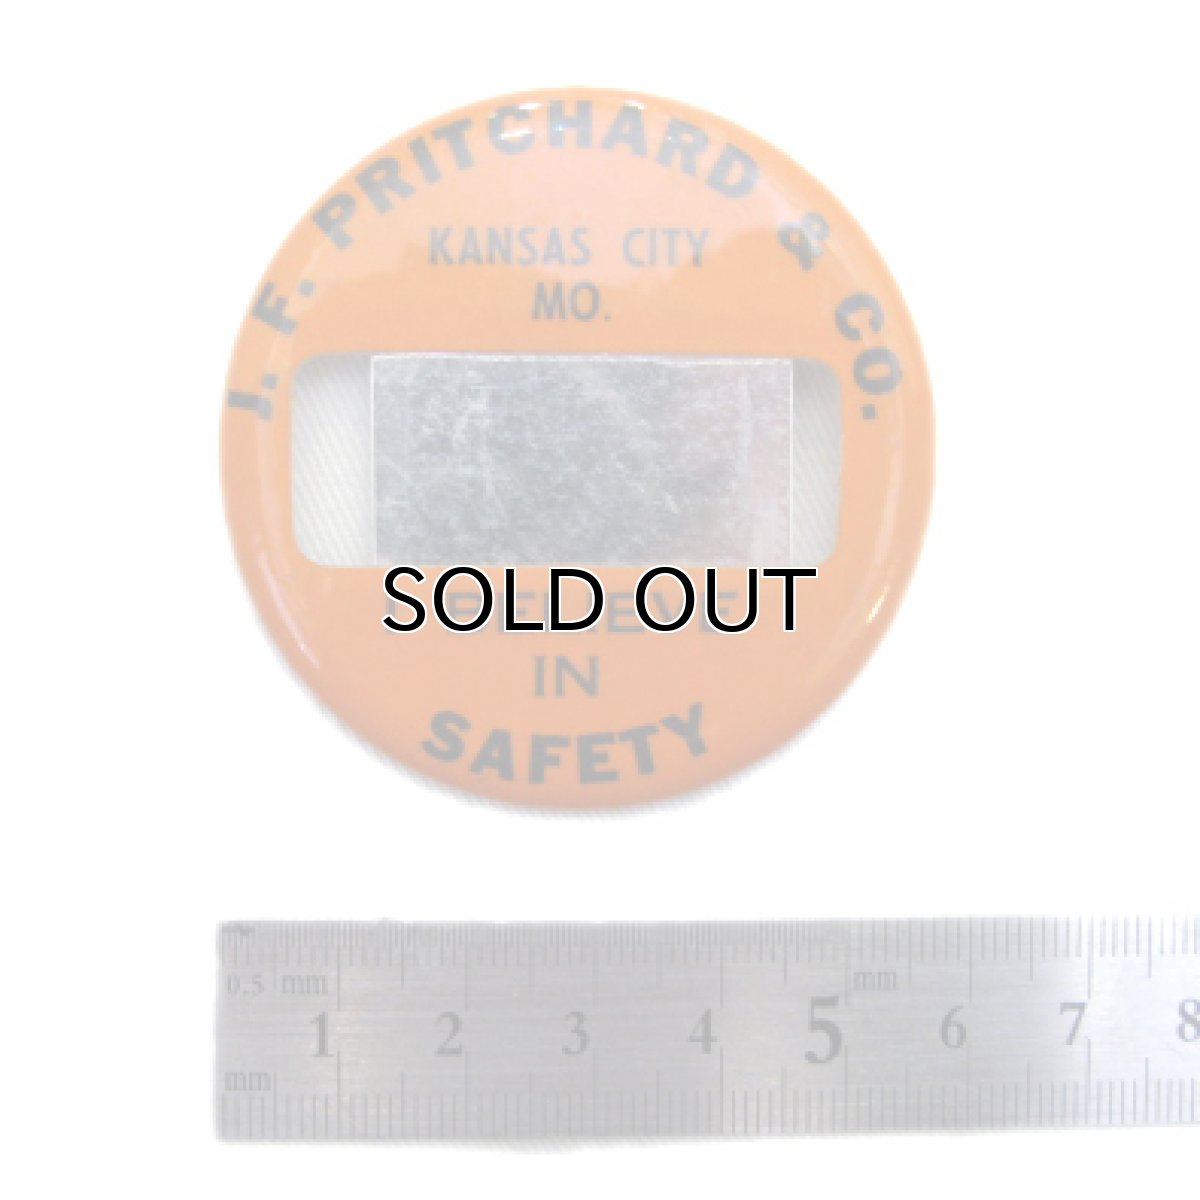 J. F. PRITCHARD & CO.
KANSAS CITY
MO.
SOLD OUT
I BELIEVE
IN
SAFETY
0.5 mm
mm
1 2 3 4 5 6 7 8
mm